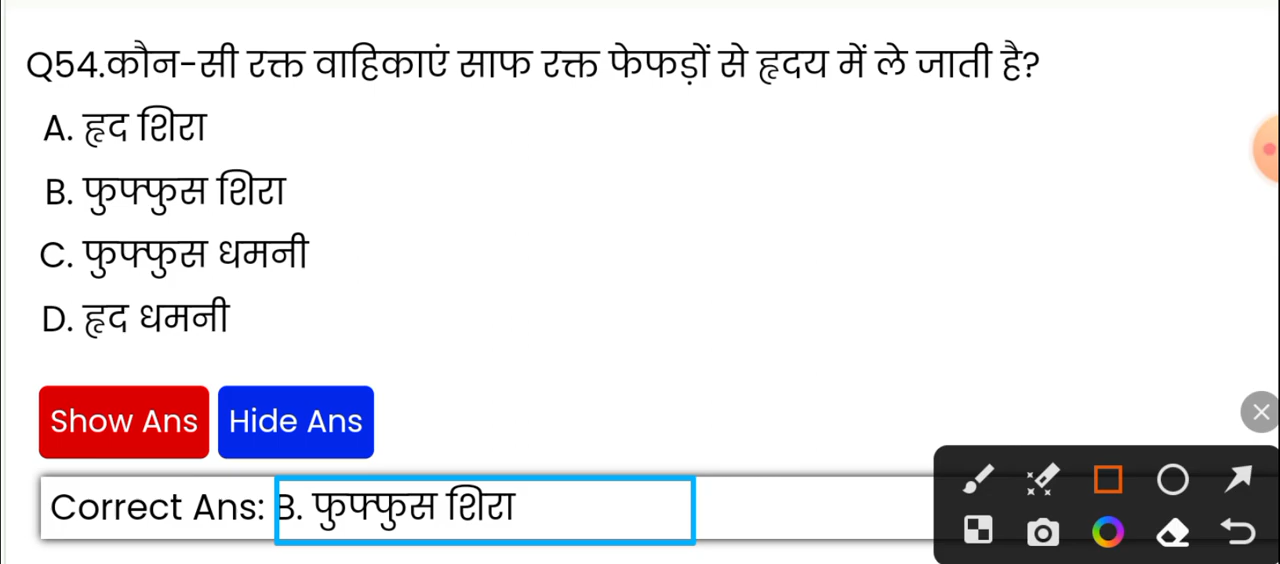 Q54.कौन-सी रक्त वाहिकाएं साफ रक्त फेफड़ों से हृदय में ले जाती है?
A. हृद शिरा
B. फुफ्फुस शिरा
C. फुफ्फुस धमनी
D. हृद धमनी
Show Ans Hide Ans
Correct Ans: B. फुफ्फुस शिरा